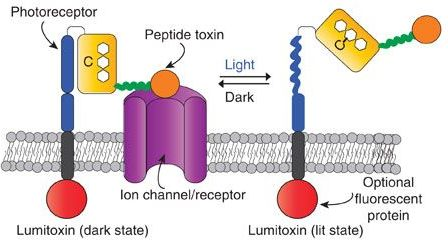 Photoreceptor
Peptide toxin
C
Light
Dark
C
Ion channel/receptor
Optional
fluorescent
protein
Lumitoxin (dark state)
Lumitoxin (lit state)